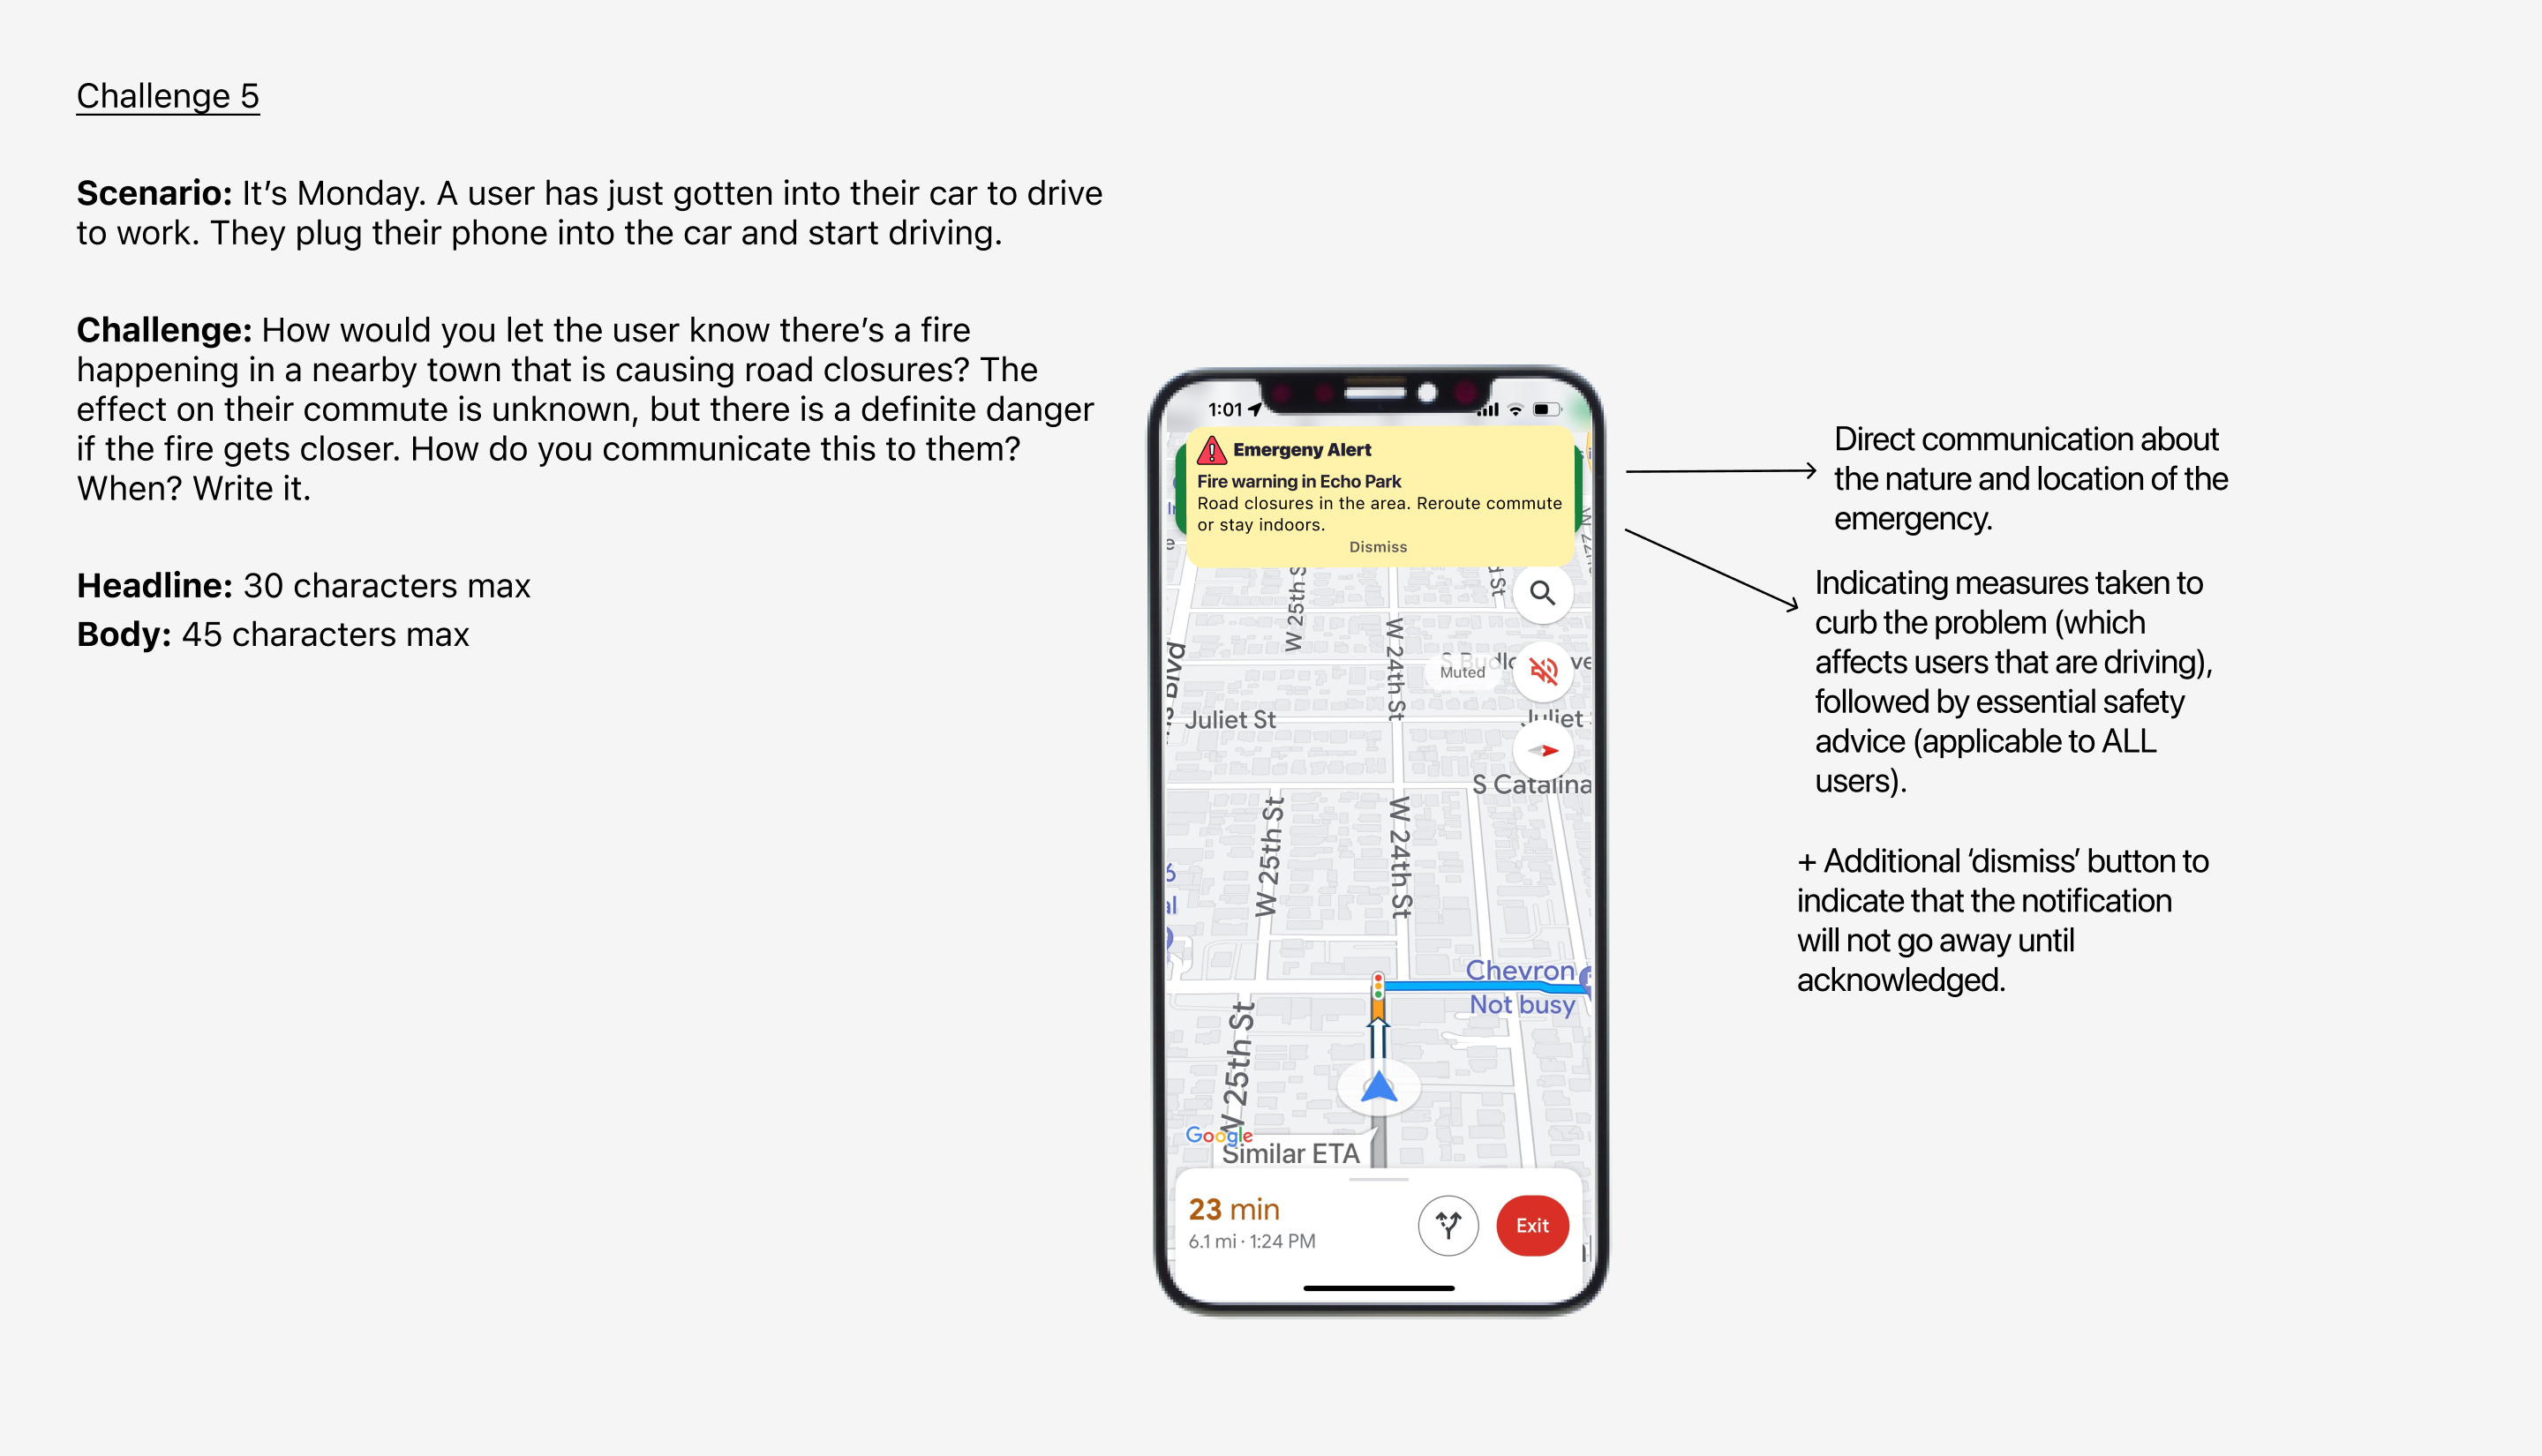 Challenge 5
Scenario: It’s Monday. A user has just gotten into their car to drive
to work. They plug their phone into the car and start driving.
Challenge: How would you let the user know there’s a fire
happening in a nearby town that is causing road closures? The
effect on their commute is unknown, but there is a definite danger
if the fire gets closer. How do you communicate this to them?
When? Write it.
Headline: 30 characters max
Body: 45 characters max
1:01
Emergeny Alert
Fire warning in Echo Park
Road closures in the area. Reroute commute
or stay indoors.
Dismiss
W 25th S
W 24th St
d St
Muted
Blvd
Juliet St
Juliet
S Catalina
W 25th St
W 24th St
Chevron
Not busy
W 25th St
Google
Similar ETA
23 min
6.1 mi · 1:24 PM
Exit
Direct communication about
the nature and location of the
emergency.
Indicating measures taken to
curb the problem (which
affects users that are driving),
followed by essential safety
advice (applicable to ALL
users).
+ Additional ‘dismiss’ button to
indicate that the notification
will not go away until
acknowledged.